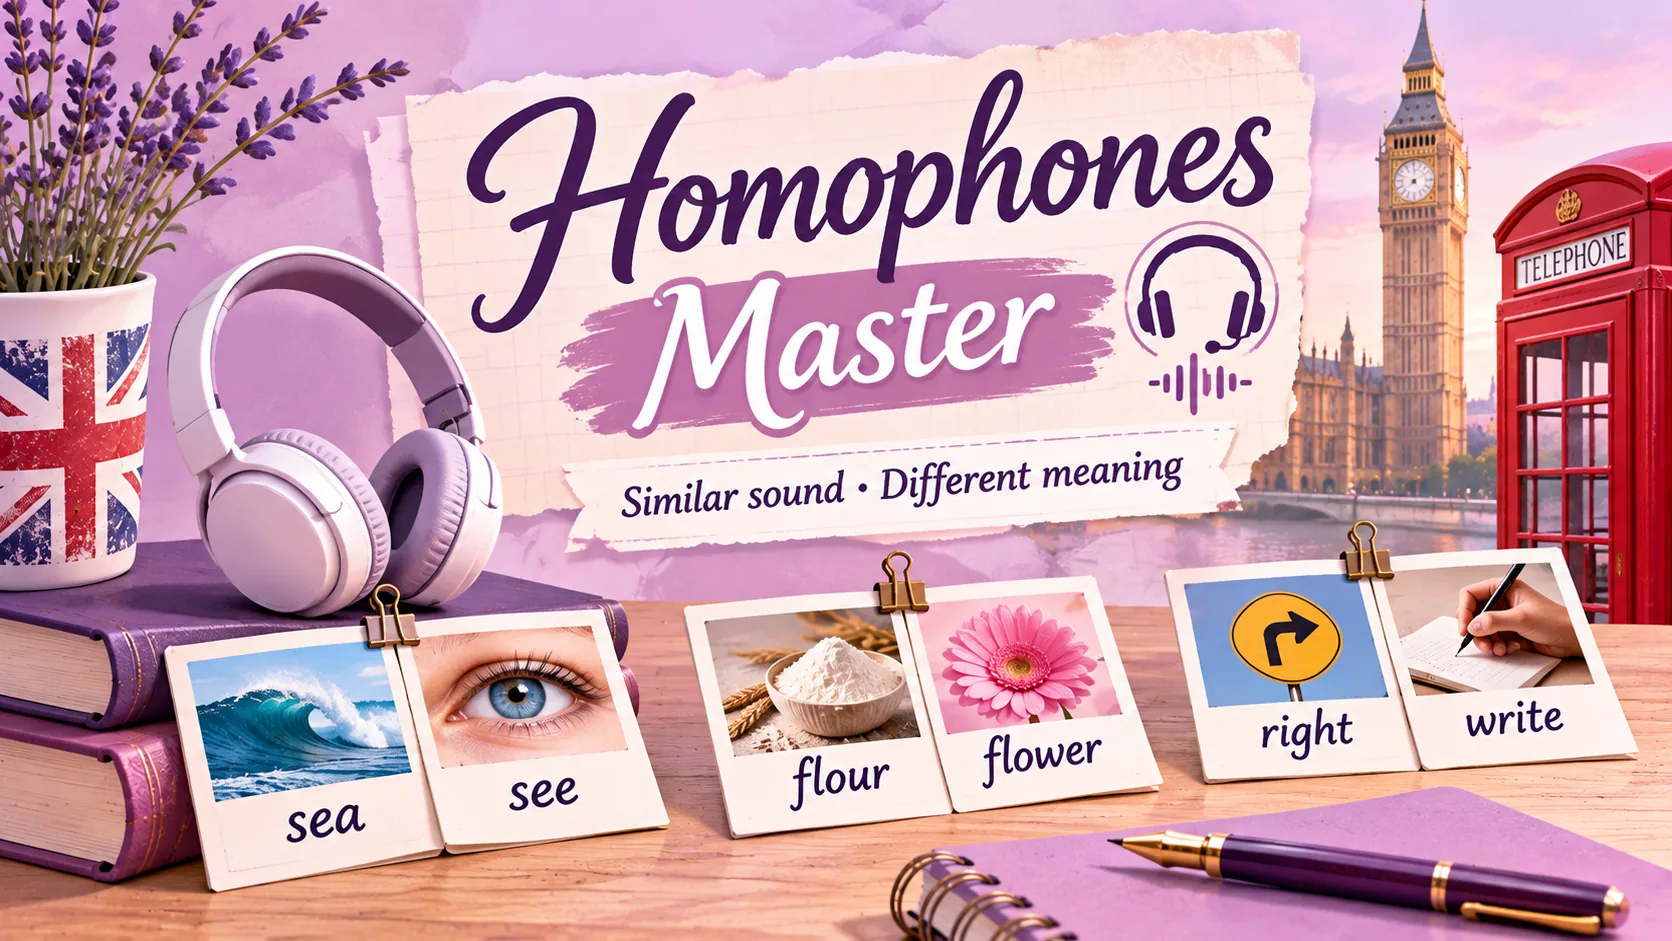 Homophones
Master
Similar sound • Different meaning
TELEPHONE
sea
see
flour
flower
right
write